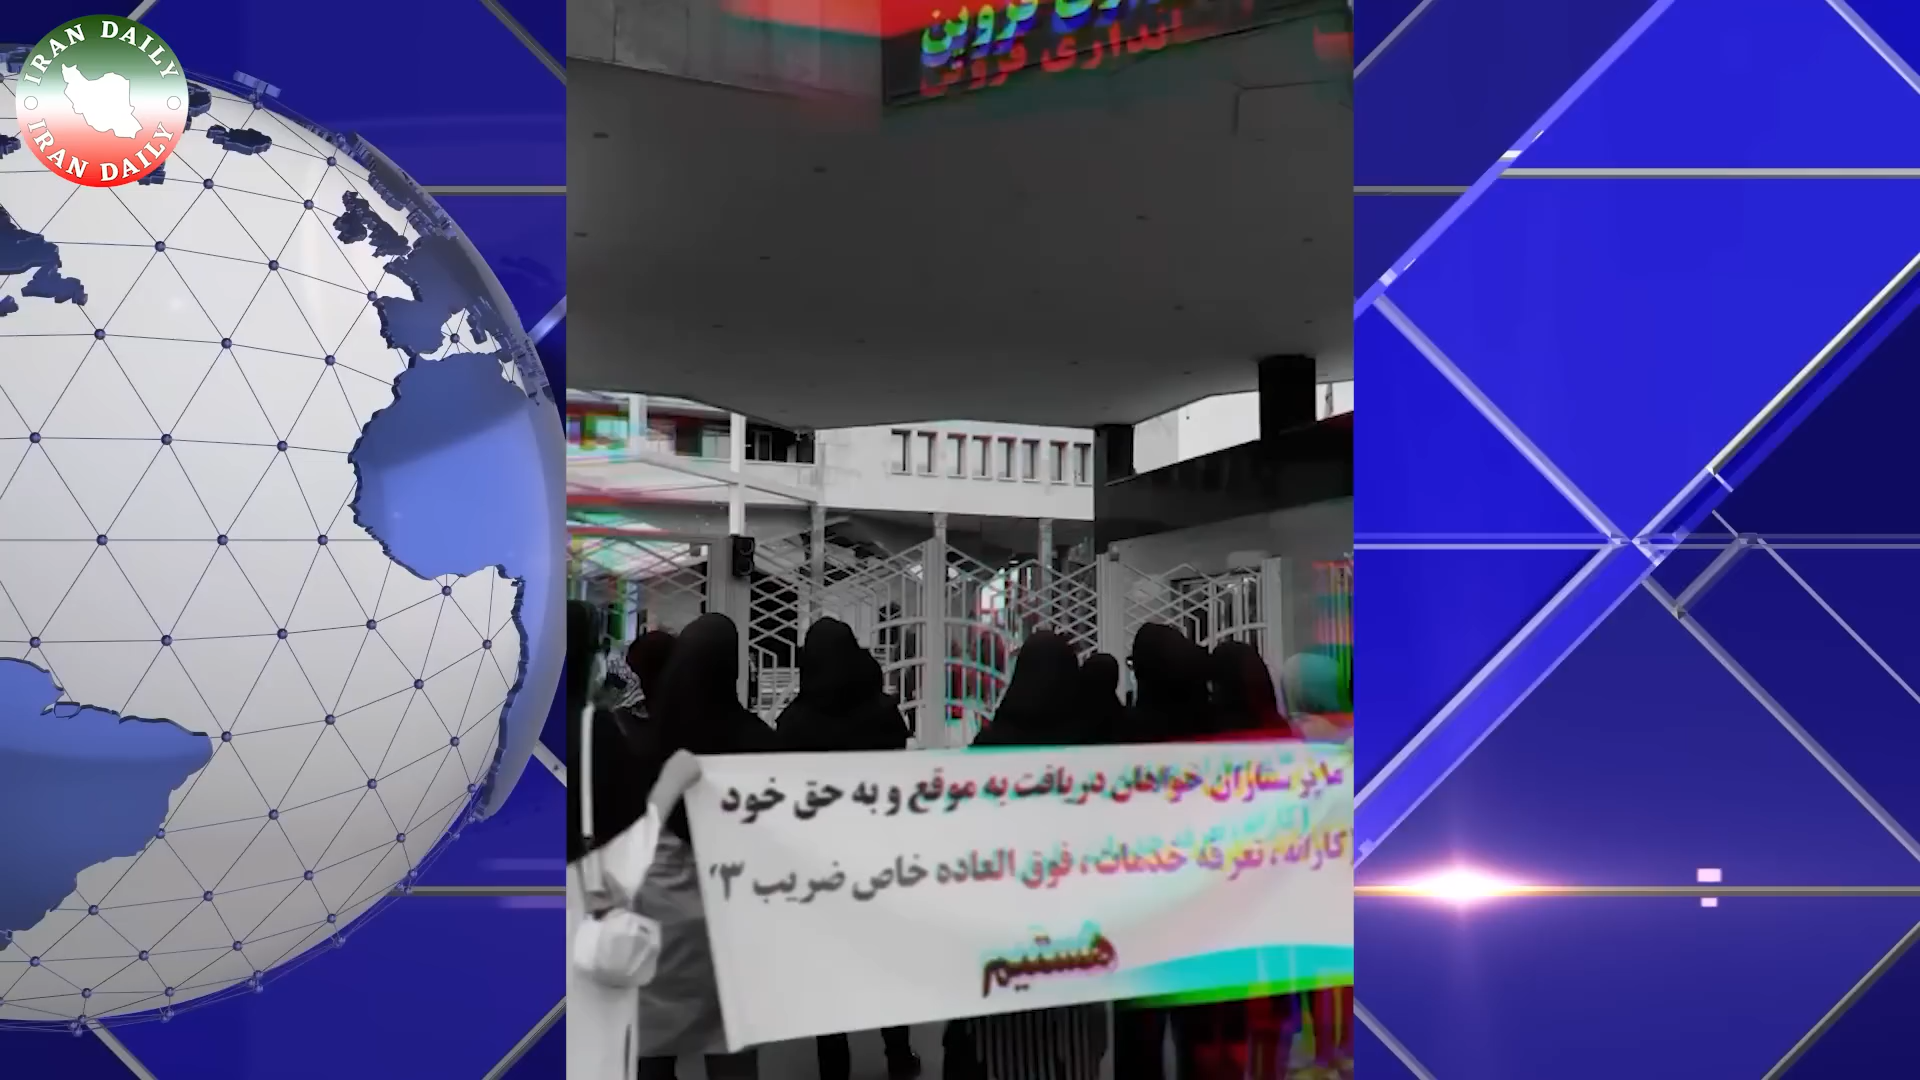 IRAN DAILY
IRAN DAILY
استانداری قزوین
ما پرستاران خواهان دریافت به موقع و به حق خود
(کارانه، تعرفه خدمات، فوق العاده خاص ضریب ۳
هستیم